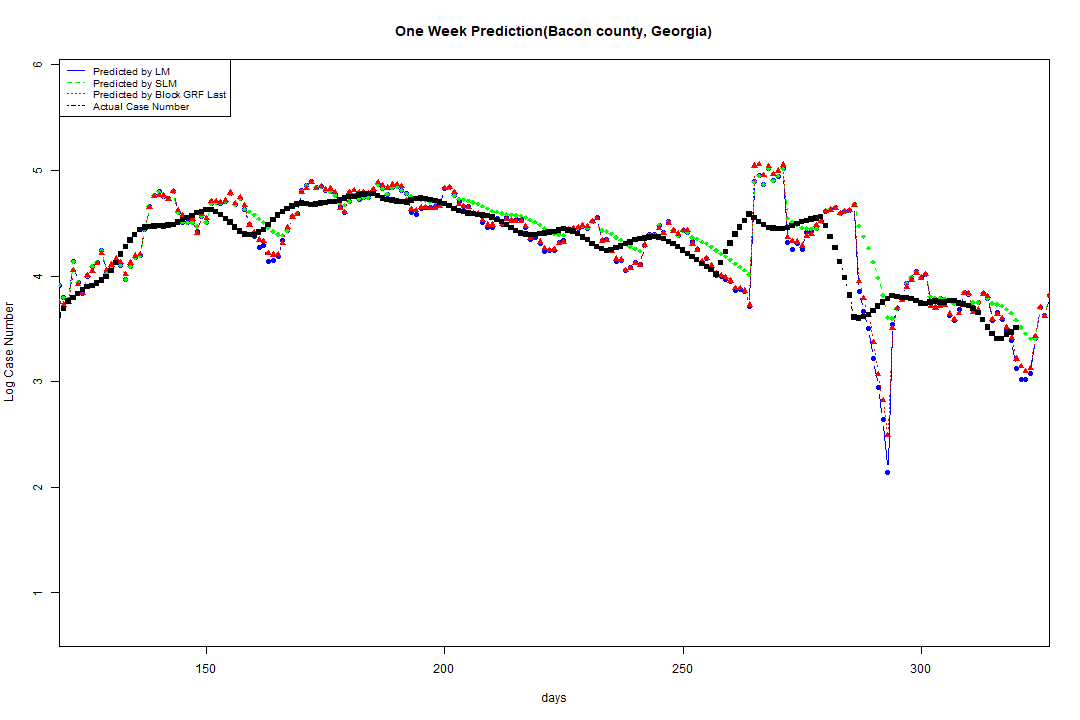 One Week Prediction(Bacon county, Georgia)
Predicted by LM
Predicted by SLM
Predicted by Block GRF Last
Actual Case Number
6
5
4
3
2
1
Log Case Number
150
200
250
300
days